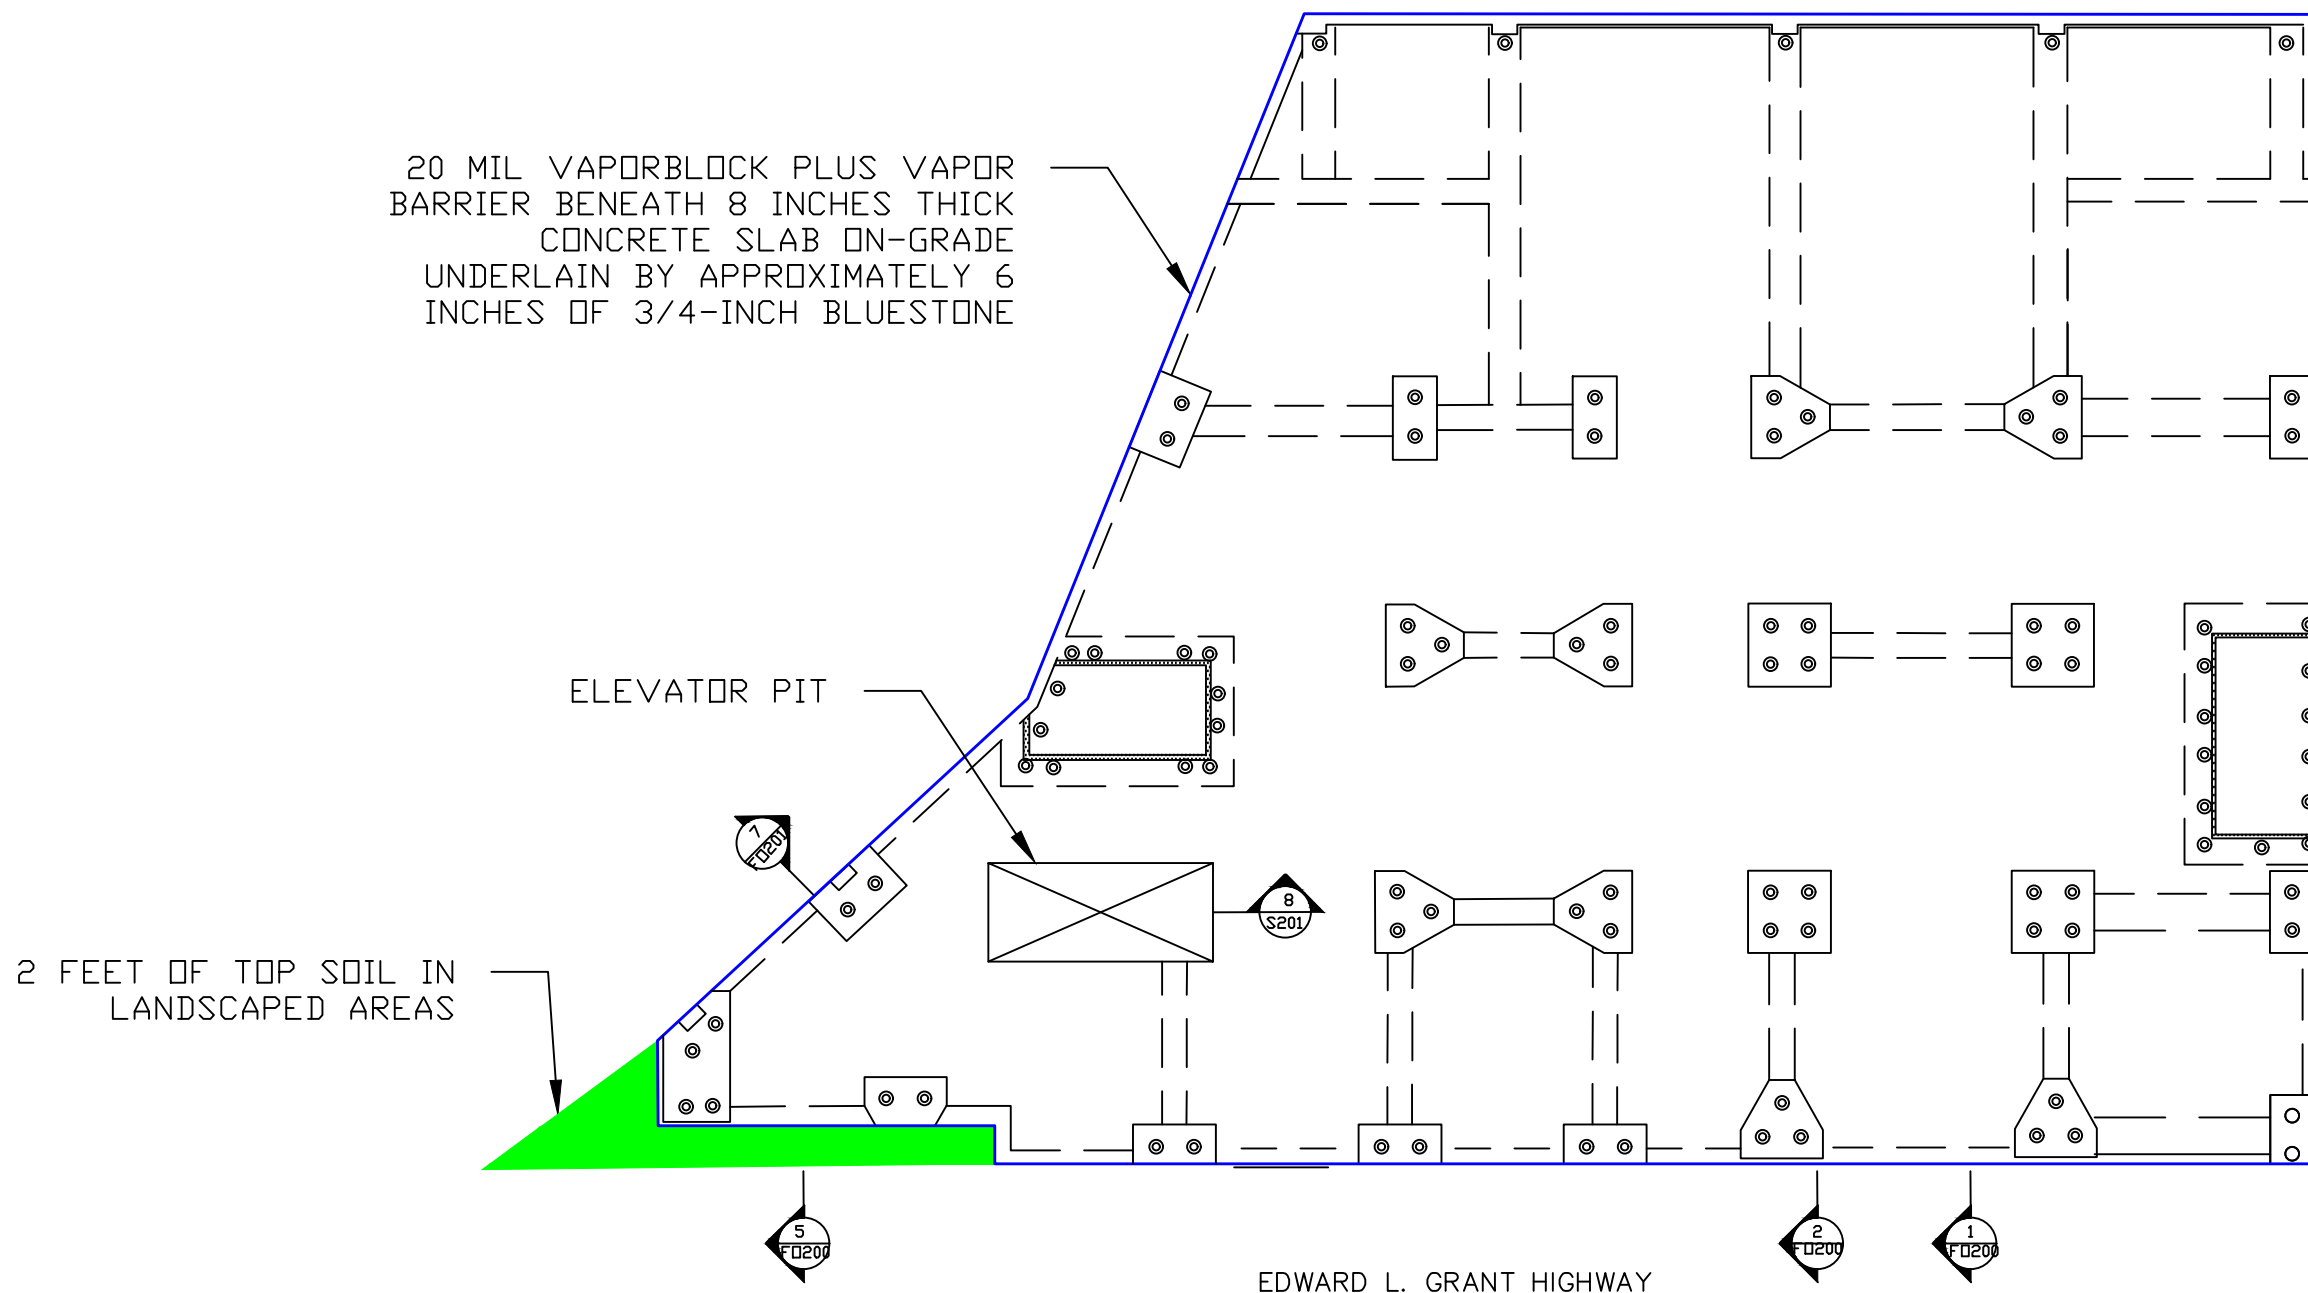 20 MIL VAPORBLOCK PLUS VAPOR
BARRIER BENEATH 8 INCHES THICK
CONCRETE SLAB ON-GRADE
UNDERLAIN BY APPROXIMATELY 6
INCHES OF 3/4-INCH BLUESTONE
ELEVATOR PIT
7
FO201
8
S201
2 FEET OF TOP SOIL IN
LANDSCAPED AREAS
5
FO200
2
FO200
1
FO200
EDWARD L. GRANT HIGHWAY